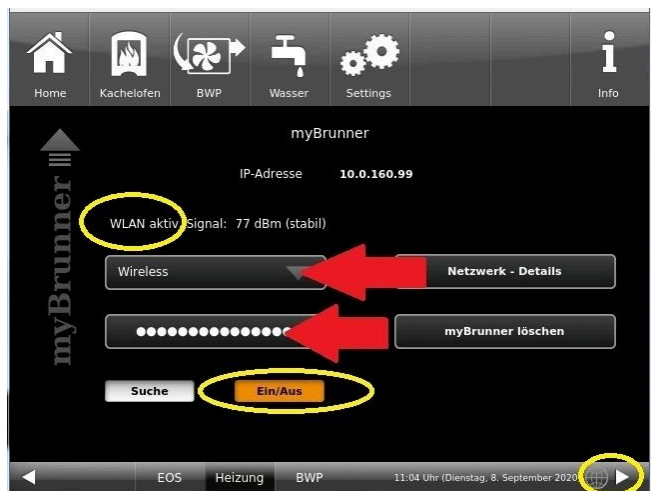 Home Kachelofen BWP Wasser Settings Info
myBrunner
IP-Adresse 10.0.160.99
myBrunner
WLAN aktiv, Signal: 77 dBm (stabil)
Wireless Netzwerk - Details
myBrunner löschen
Suche Ein/Aus
EOS Heizung BWP 11:04 Uhr (Dienstag, 8. September 2020